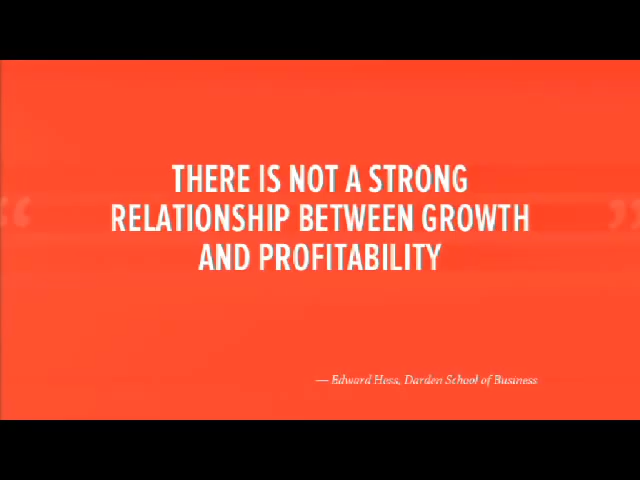 THERE IS NOT A STRONG
RELATIONSHIP BETWEEN GROWTH
AND PROFITABILITY
— Edward Hess, Darden School of Business